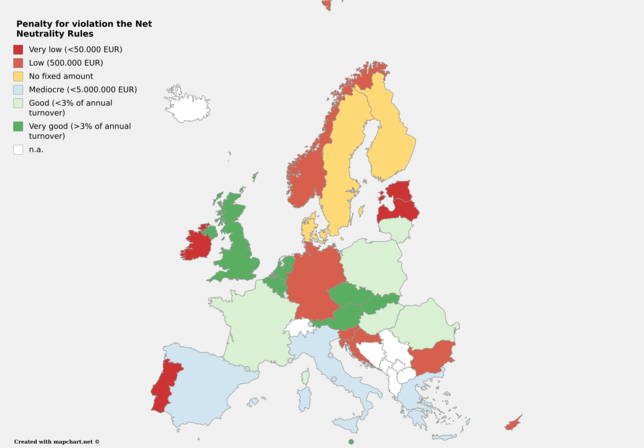 Penalty for violation the Net
Neutrality Rules
Very low (<50.000 EUR)
Low (500.000 EUR)
No fixed amount
Mediocre (<5.000.000 EUR)
Good (<3% of annual
turnover)
Very good (>3% of annual
turnover)
n.a.
Created with mapchart.net ©